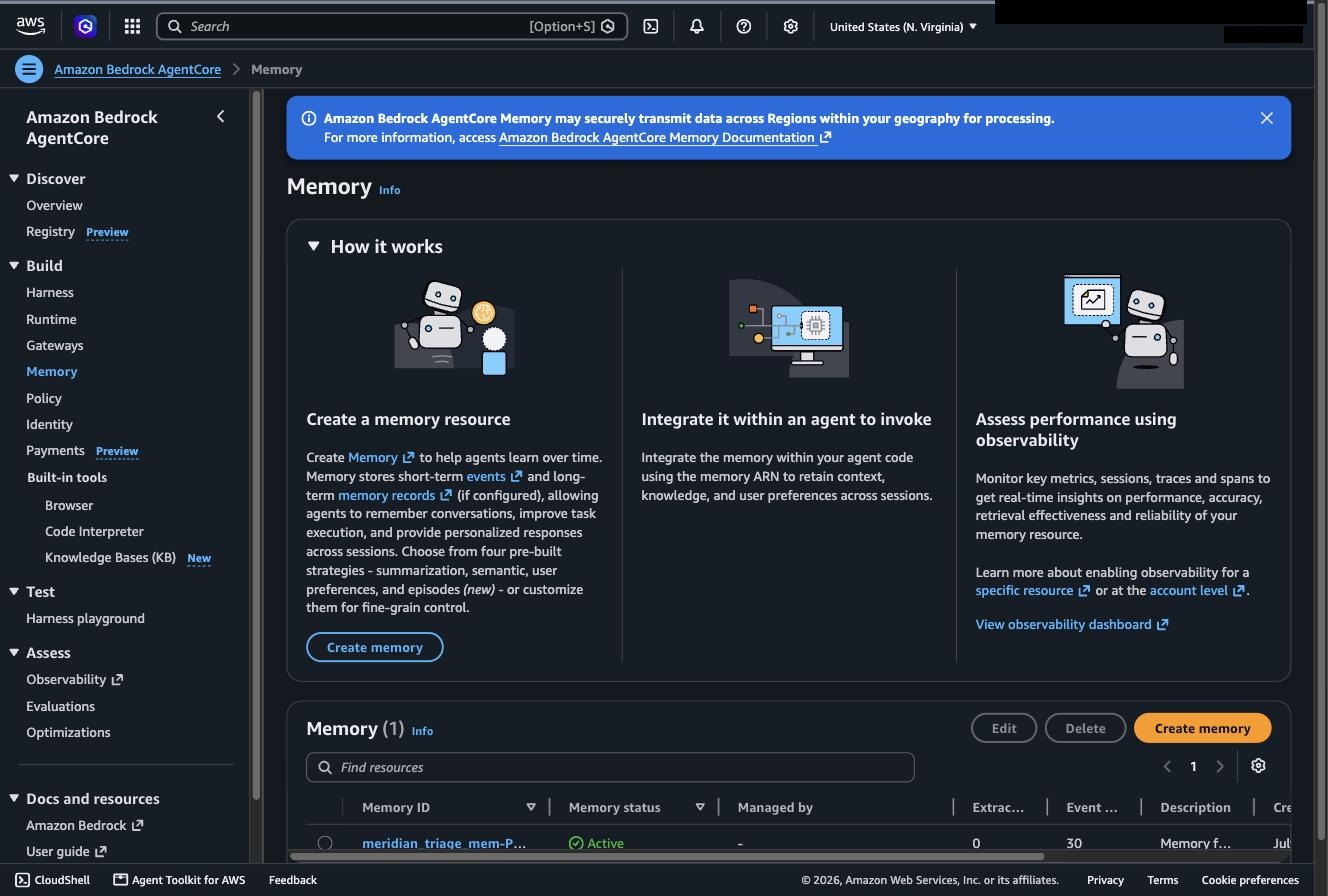 aws
Search [Option+S]
United States (N. Virginia)
Amazon Bedrock AgentCore > Memory
Amazon Bedrock
AgentCore
Discover
Overview
Registry Preview
Build
Harness
Runtime
Gateways
Memory
Policy
Identity
Payments Preview
Built-in tools
Browser
Code Interpreter
Knowledge Bases (KB) New
Test
Harness playground
Assess
Observability
Evaluations
Optimizations
Docs and resources
Amazon Bedrock
User guide
Amazon Bedrock AgentCore Memory may securely transmit data across Regions within your geography for processing.
For more information, access Amazon Bedrock AgentCore Memory Documentation
Memory Info
How it works
Create a memory resource
Create Memory to help agents learn over time.
Memory stores short-term events and long-
term memory records (if configured), allowing
agents to remember conversations, improve task
execution, and provide personalized responses
across sessions. Choose from four pre-built
strategies - summarization, semantic, user
preferences, and episodes (new) - or customize
them for fine-grain control.
Create memory
Integrate it within an agent to invoke
Integrate the memory within your agent code
using the memory ARN to retain context,
knowledge, and user preferences across sessions.
Assess performance using
observability
Monitor key metrics, sessions, traces and spans to
get real-time insights on performance, accuracy,
retrieval effectiveness and reliability of your
memory resource.
Learn more about enabling observability for a
specific resource or at the account level.
View observability dashboard
Memory (1) Info
Edit Delete Create memory
Find resources
1
Memory ID Memory status Managed by Extrac... Event ... Description Cre
meridian_triage_mem-P... Active - 0 30 Memory f... Jul
CloudShell Agent Toolkit for AWS Feedback
© 2026, Amazon Web Services, Inc. or its affiliates. Privacy Terms Cookie preferences